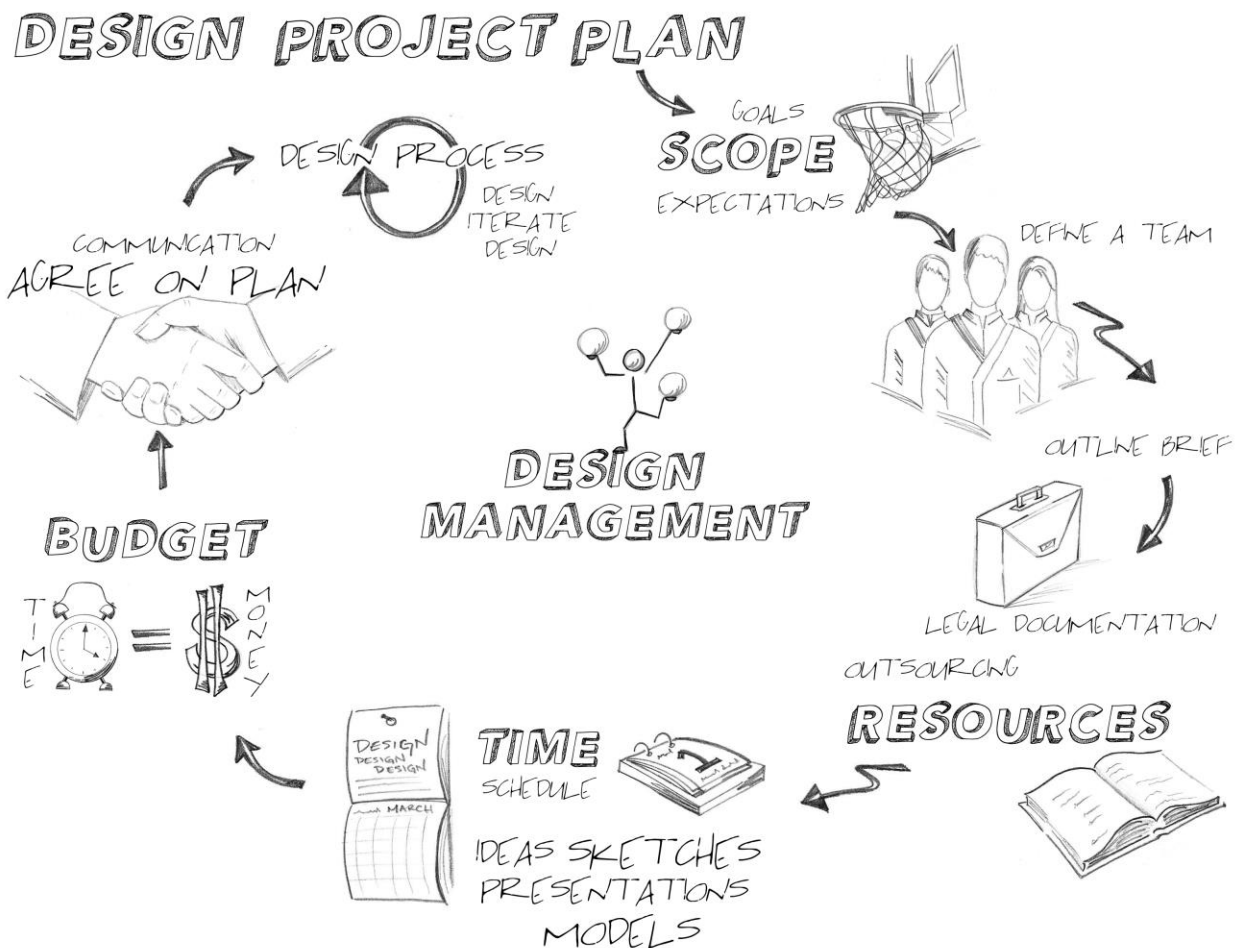 DESIGN PROJECT PLAN
GOALS
SCOPE
EXPECTATIONS
DEFINE A TEAM
OUTLINE BRIEF
LEGAL DOCUMENTATION
OUTSOURCING
RESOURCES
TIME
SCHEDULE
1
IDEAS SKETCHES
PRESENTATIONS
MODELS
DESIGN
DESIGN
DESIGN
MARCH
BUDGET
TIME
=
$
MONEY
COMMUNICATION
AGREE ON PLAN
DESIGN PROCESS
DESIGN
ITERATE
DESIGN
DESIGN
MANAGEMENT